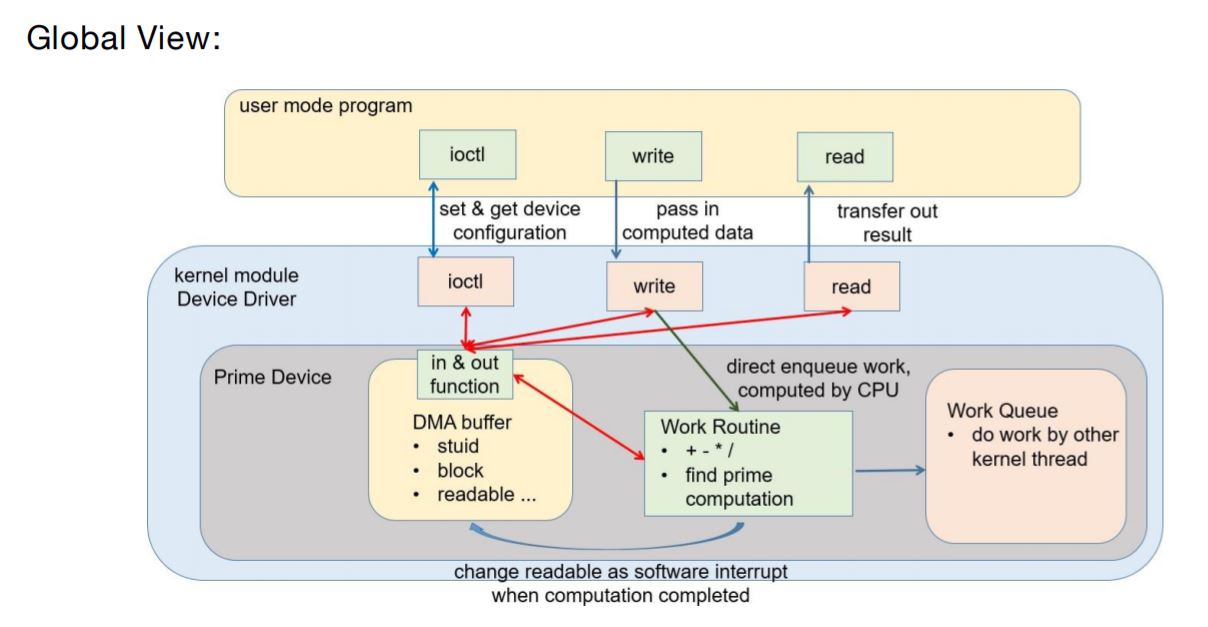 Global View:
user mode program
ioctl
write
read
set & get device
configuration
pass in
computed data
transfer out
result
kernel module
Device Driver
ioctl
write
read
Prime Device
in & out
function
DMA buffer
• stuid
• block
• readable ...
direct enqueue work,
computed by CPU
Work Routine
• + - * /
• find prime
computation
Work Queue
• do work by other
kernel thread
change readable as software interrupt
when computation completed